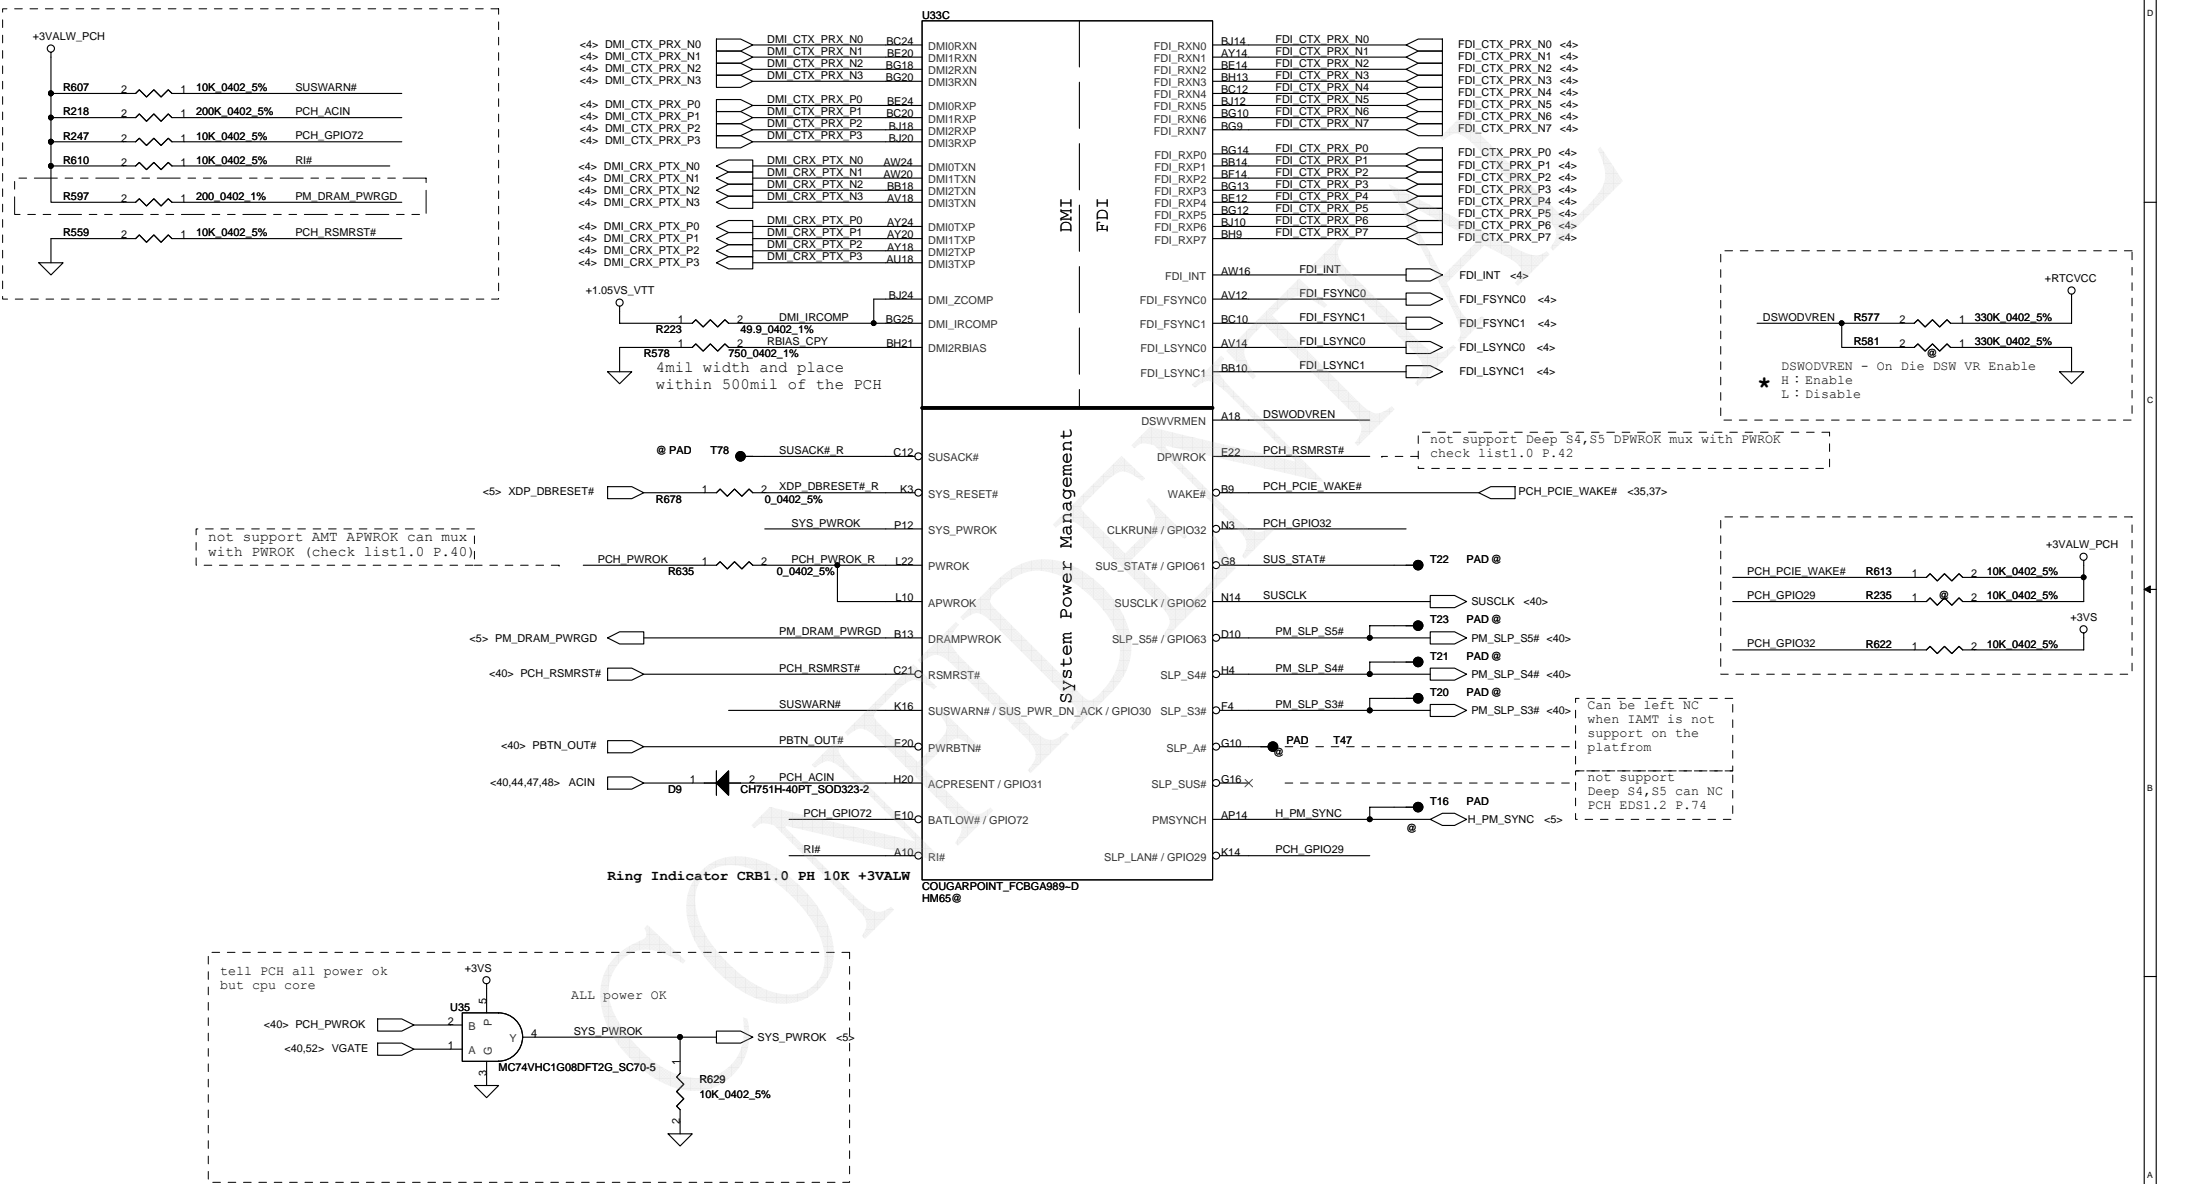 +3VALW_PCH
R607 2 1 10K_0402_5% SUSWARN#
R218 2 1 200K_0402_5% PCH_ACIN
R247 2 1 10K_0402_5% PCH_GPIO72
R610 2 1 10K_0402_5% RI#
R597 2 1 200_0402_1% PM_DRAM_PWRGD
R559 2 1 10K_0402_5% PCH_RSMRST#
U33C
<4> DMI_CTX_PRX_N0 DMI_CTX_PRX_N0 BC24 DMI0RXN
<4> DMI_CTX_PRX_N1 DMI_CTX_PRX_N1 BE20 DMI1RXN
<4> DMI_CTX_PRX_N2 DMI_CTX_PRX_N2 BG18 DMI2RXN
<4> DMI_CTX_PRX_N3 DMI_CTX_PRX_N3 BG20 DMI3RXN
<4> DMI_CTX_PRX_P0 DMI_CTX_PRX_P0 BE24 DMI0RXP
<4> DMI_CTX_PRX_P1 DMI_CTX_PRX_P1 BC20 DMI1RXP
<4> DMI_CTX_PRX_P2 DMI_CTX_PRX_P2 BJ18 DMI2RXP
<4> DMI_CTX_PRX_P3 DMI_CTX_PRX_P3 BJ20 DMI3RXP
<4> DMI_CRX_PTX_N0 DMI_CRX_PTX_N0 AW24 DMI0TXN
<4> DMI_CRX_PTX_N1 DMI_CRX_PTX_N1 AW20 DMI1TXN
<4> DMI_CRX_PTX_N2 DMI_CRX_PTX_N2 BB18 DMI2TXN
<4> DMI_CRX_PTX_N3 DMI_CRX_PTX_N3 AV18 DMI3TXN
<4> DMI_CRX_PTX_P0 DMI_CRX_PTX_P0 AY24 DMI0TXP
<4> DMI_CRX_PTX_P1 DMI_CRX_PTX_P1 AY20 DMI1TXP
<4> DMI_CRX_PTX_P2 DMI_CRX_PTX_P2 AY18 DMI2TXP
<4> DMI_CRX_PTX_P3 DMI_CRX_PTX_P3 AU18 DMI3TXP
+1.05VS_VTT
BJ24 DMI_ZCOMP
R223 1 2 49.9_0402_1% DMI_IRCOMP BG25 DMI_IRCOMP
R578 1 2 750_0402_1% RBIAS_CPY BH21 DMI2RBIAS
4mil width and place
within 500mil of the PCH
DMI
FDI
FDI_RXN0 BJ14 FDI_CTX_PRX_N0 FDI_CTX_PRX_N0 <4>
FDI_RXN1 AY14 FDI_CTX_PRX_N1 FDI_CTX_PRX_N1 <4>
FDI_RXN2 BE14 FDI_CTX_PRX_N2 FDI_CTX_PRX_N2 <4>
FDI_RXN3 BH13 FDI_CTX_PRX_N3 FDI_CTX_PRX_N3 <4>
FDI_RXN4 BC12 FDI_CTX_PRX_N4 FDI_CTX_PRX_N4 <4>
FDI_RXN5 BJ12 FDI_CTX_PRX_N5 FDI_CTX_PRX_N5 <4>
FDI_RXN6 BG10 FDI_CTX_PRX_N6 FDI_CTX_PRX_N6 <4>
FDI_RXN7 BG9 FDI_CTX_PRX_N7 FDI_CTX_PRX_N7 <4>
FDI_RXP0 BG14 FDI_CTX_PRX_P0 FDI_CTX_PRX_P0 <4>
FDI_RXP1 BB14 FDI_CTX_PRX_P1 FDI_CTX_PRX_P1 <4>
FDI_RXP2 BF14 FDI_CTX_PRX_P2 FDI_CTX_PRX_P2 <4>
FDI_RXP3 BG13 FDI_CTX_PRX_P3 FDI_CTX_PRX_P3 <4>
FDI_RXP4 BE12 FDI_CTX_PRX_P4 FDI_CTX_PRX_P4 <4>
FDI_RXP5 BG12 FDI_CTX_PRX_P5 FDI_CTX_PRX_P5 <4>
FDI_RXP6 BJ10 FDI_CTX_PRX_P6 FDI_CTX_PRX_P6 <4>
FDI_RXP7 BH9 FDI_CTX_PRX_P7 FDI_CTX_PRX_P7 <4>
FDI_INT AW16 FDI_INT FDI_INT <4>
FDI_FSYNC0 AV12 FDI_FSYNC0 FDI_FSYNC0 <4>
FDI_FSYNC1 BC10 FDI_FSYNC1 FDI_FSYNC1 <4>
FDI_LSYNC0 AV14 FDI_LSYNC0 FDI_LSYNC0 <4>
FDI_LSYNC1 BB10 FDI_LSYNC1 FDI_LSYNC1 <4>
+RTCVCC
DSWODVREN R577 2 1 330K_0402_5%
R581 2 1 330K_0402_5%
@
DSWODVREN - On Die DSW VR Enable
* H : Enable
L : Disable
System Power Management
@ PAD T78 SUSACK#_R C12 SUSACK#
<5> XDP_DBRESET# R678 1 2 0_0402_5% XDP_DBRESET#_R K3 SYS_RESET#
SYS_PWROK P12 SYS_PWROK
not support AMT APWROK can mux
with PWROK (check list1.0 P.40)
PCH_PWROK R635 1 2 0_0402_5% PCH_PWROK_R L22 PWROK
L10 APWROK
<5> PM_DRAM_PWRGD PM_DRAM_PWRGD B13 DRAMPWROK
<40> PCH_RSMRST# PCH_RSMRST# C21 RSMRST#
SUSWARN# K16 SUSWARN# / SUS_PWR_DN_ACK / GPIO30
<40> PBTN_OUT# PBTN_OUT# E20 PWRBTN#
<40,44,47,48> ACIN D9 1 2 CH751H-40PT_SOD323-2 PCH_ACIN H20 ACPRESENT / GPIO31
PCH_GPIO72 E10 BATLOW# / GPIO72
RI# A10 RI#
Ring Indicator CRB1.0 PH 10K +3VALW
COUGARPOINT_FCBGA989~D
HM65@
DSWVRMEN A18 DSWODVREN
DPWROK E22 PCH_RSMRST#
not support Deep S4,S5 DPWROK mux with PWROK
check list1.0 P.42
WAKE# B9 PCH_PCIE_WAKE# PCH_PCIE_WAKE# <35,37>
CLKRUN# / GPIO32 N3 PCH_GPIO32
SUS_STAT# / GPIO61 G8 SUS_STAT# T22 PAD @
SUSCLK / GPIO62 N14 SUSCLK SUSCLK <40>
T23 PAD @
SLP_S5# / GPIO63 D10 PM_SLP_S5# PM_SLP_S5# <40>
T21 PAD @
SLP_S4# H4 PM_SLP_S4# PM_SLP_S4# <40>
T20 PAD @
SLP_S3# F4 PM_SLP_S3# PM_SLP_S3# <40>
SLP_A# G10 @ PAD T47
Can be left NC
when IAMT is not
support on the
platfrom
SLP_SUS# G16
not support
Deep S4,S5 can NC
PCH EDS1.2 P.74
T16 PAD
PMSYNCH AP14 H_PM_SYNC @ H_PM_SYNC <5>
SLP_LAN# / GPIO29 K14 PCH_GPIO29
+3VALW_PCH
PCH_PCIE_WAKE# R613 1 2 10K_0402_5%
PCH_GPIO29 R235 1 @ 2 10K_0402_5%
+3VS
PCH_GPIO32 R622 1 2 10K_0402_5%
tell PCH all power ok
but cpu core
+3VS
ALL power OK
U35
5
<40> PCH_PWROK 2 B P
<40,52> VGATE 1 A G
Y 4 SYS_PWROK SYS_PWROK <5>
3
MC74VHC1G08DFT2G_SC70-5
1
R629
10K_0402_5%
2
D
C
B
A
CONFIDENTIAL